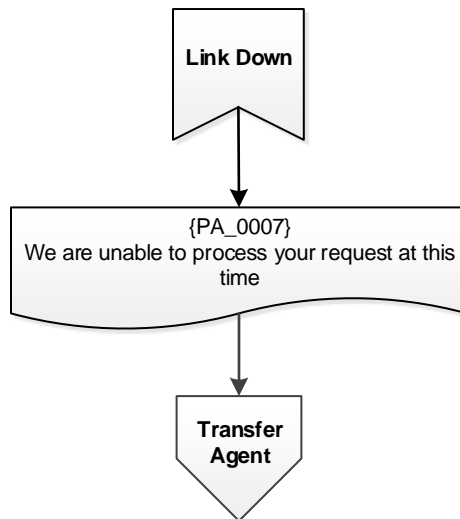 Link Down
{PA_0007}
We are unable to process your request at this
time
Transfer
Agent